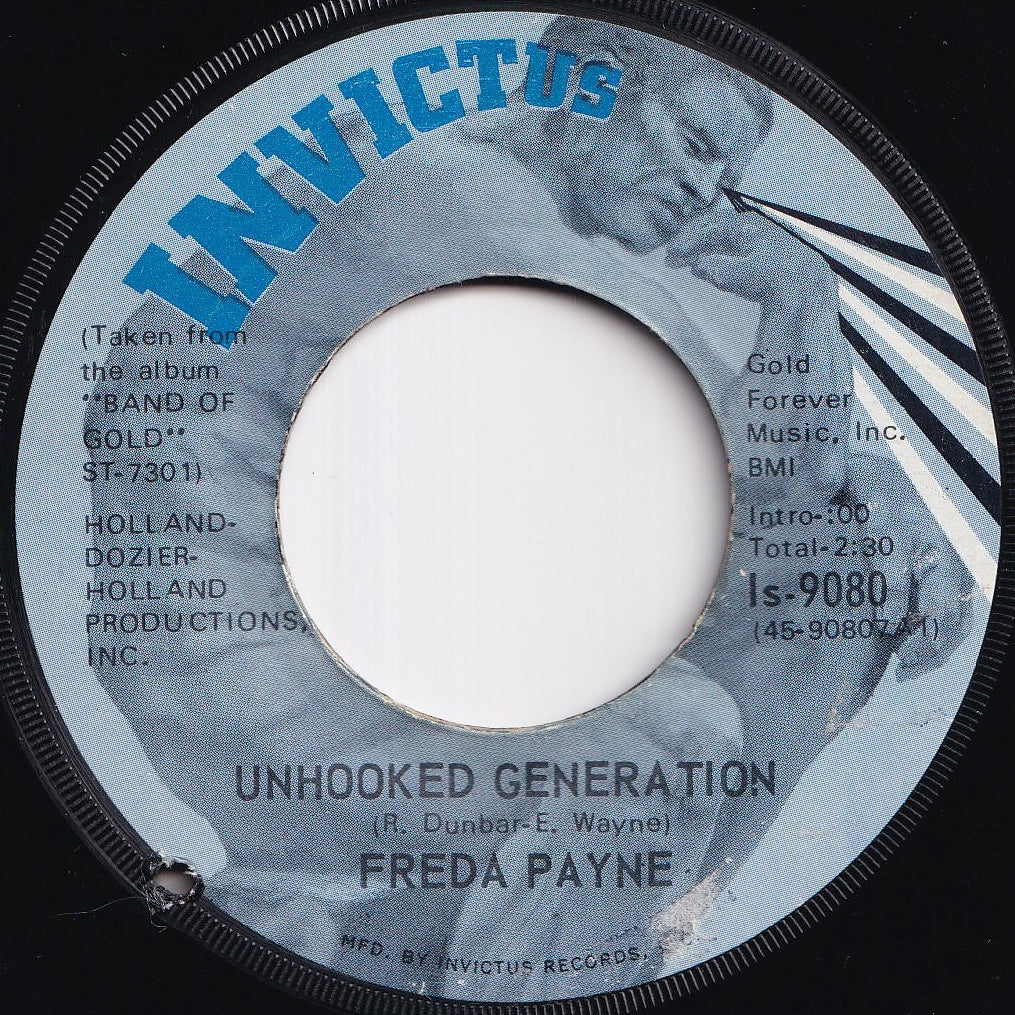 INVICTUS
(Taken from
the album
"BAND OF
GOLD"
ST-7301)
HOLLAND-
DOZIER-
HOLLAND
PRODUCTIONS,
INC.
Gold
Forever
Music, Inc.
BMI
Intro-:00
Total-2:30
Is-9080
(45-90807A1)
UNHOOKED GENERATION
(R. Dunbar-E. Wayne)
FREDA PAYNE
MFD. BY INVICTUS RECORDS,